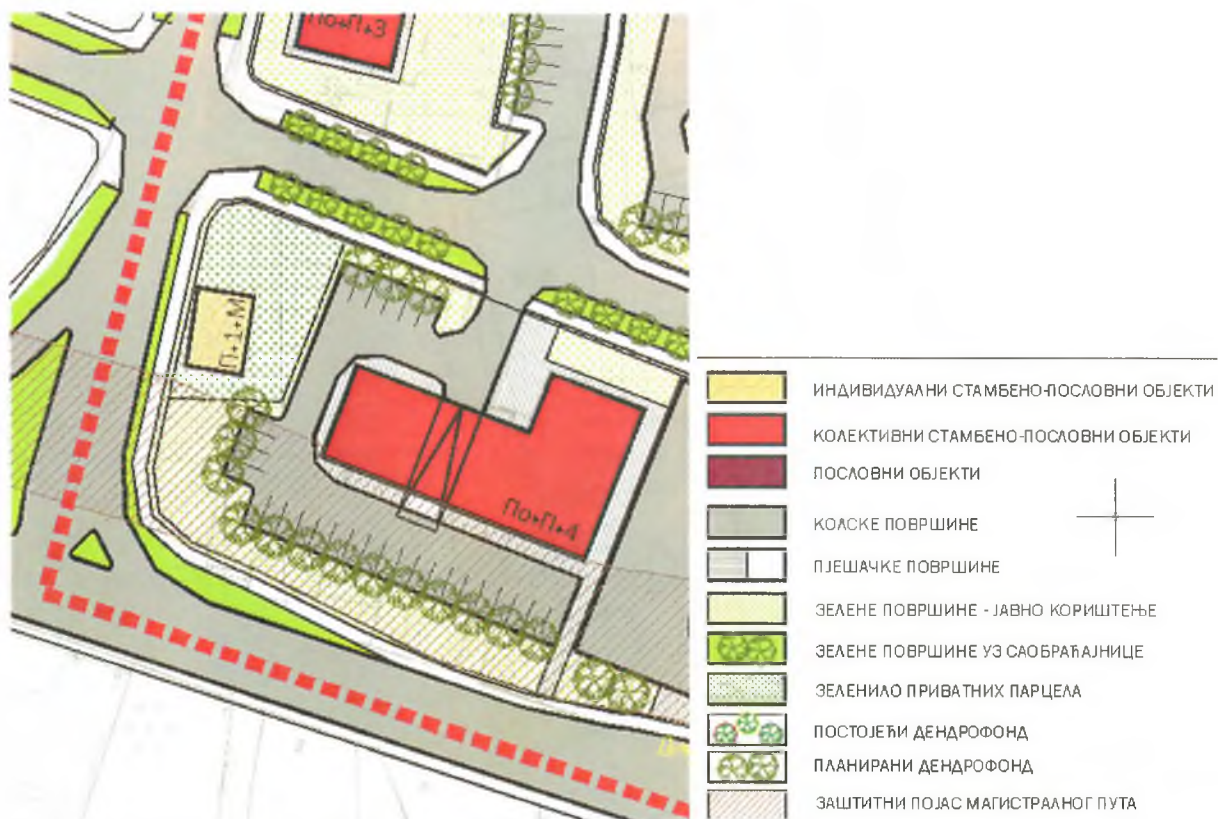 По+П+3
П+1+М
По+П+4
ИНДИВИДУАЛНИ СТАМБЕНО-ПОСЛОВНИ ОБЈЕКТИ
КОЛЕКТИВНИ СТАМБЕНО-ПОСЛОВНИ ОБЈЕКТИ
ПОСЛОВНИ ОБЈЕКТИ
КОЛСКЕ ПОВРШИНЕ
ПЈЕШАЧКЕ ПОВРШИНЕ
ЗЕЛЕНЕ ПОВРШИНЕ - ЈАВНО КОРИШТЕЊЕ
ЗЕЛЕНЕ ПОВРШИНЕ УЗ САОБРАЋАЈНИЦЕ
ЗЕЛЕНИЛО ПРИВАТНИХ ПАРЦЕЛА
ПОСТОЈЕЋИ ДЕНДРОФОНД
ПЛАНИРАНИ ДЕНДРОФОНД
ЗАШТИТНИ ПОЈАС МАГИСТРАЛНОГ ПУТА